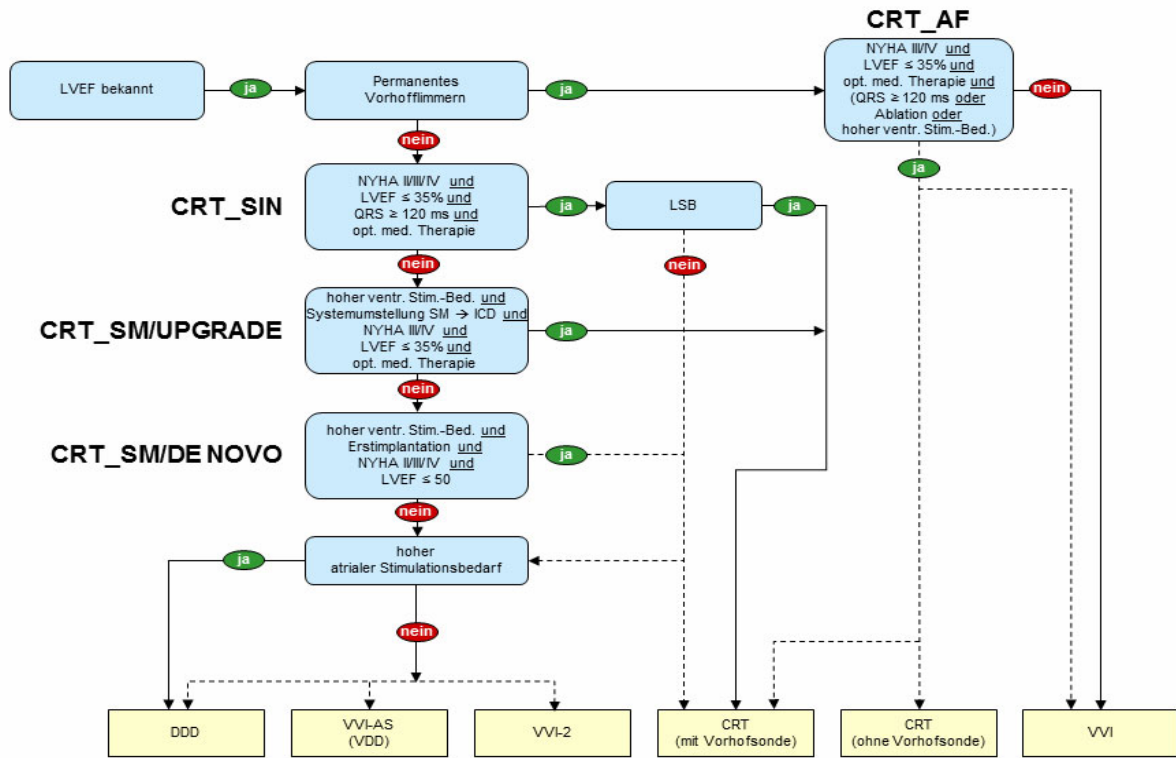 CRT_AF
LVEF bekannt
ja
Permanentes
Vorhofflimmern
ja
NYHA III/IV und
LVEF ≤ 35% und
opt. med. Therapie und
(QRS ≥ 120 ms oder
Ablation oder
hoher ventr. Stim.-Bed.)
nein
nein
ja
CRT_SIN
NYHA II/III/IV und
LVEF ≤ 35% und
QRS ≥ 120 ms und
opt. med. Therapie
ja
LSB
ja
nein
nein
CRT_SM/UPGRADE
hoher ventr. Stim.-Bed. und
Systemumstellung SM → ICD und
NYHA III/IV und
LVEF ≤ 35% und
opt. med. Therapie
ja
nein
CRT_SM/DE NOVO
hoher ventr. Stim.-Bed. und
Erstimplantation und
NYHA II/III/IV und
LVEF ≤ 50
ja
nein
ja
hoher
atrialer Stimulationsbedarf
nein
DDD
VVI-AS
(VDD)
VVI-2
CRT
(mit Vorhofsonde)
CRT
(ohne Vorhofsonde)
VVI